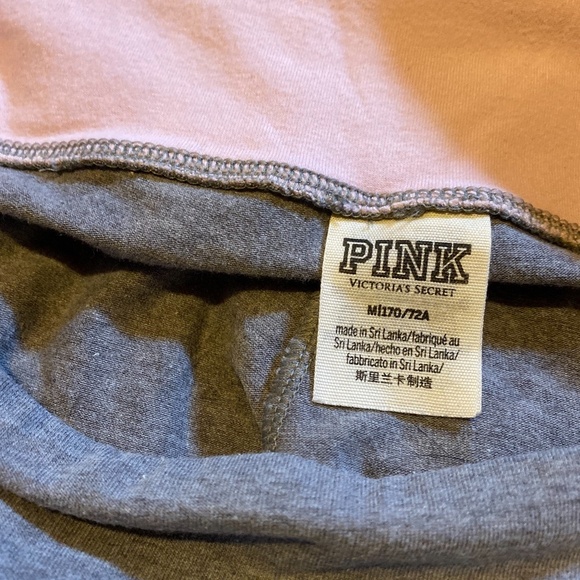 PINK
VICTORIA'S SECRET
M|170/72A
made in Sri Lanka/fabriqué au
Sri Lanka/hecho en Sri Lanka/
fabbricato in Sri Lanka/
斯里兰卡制造